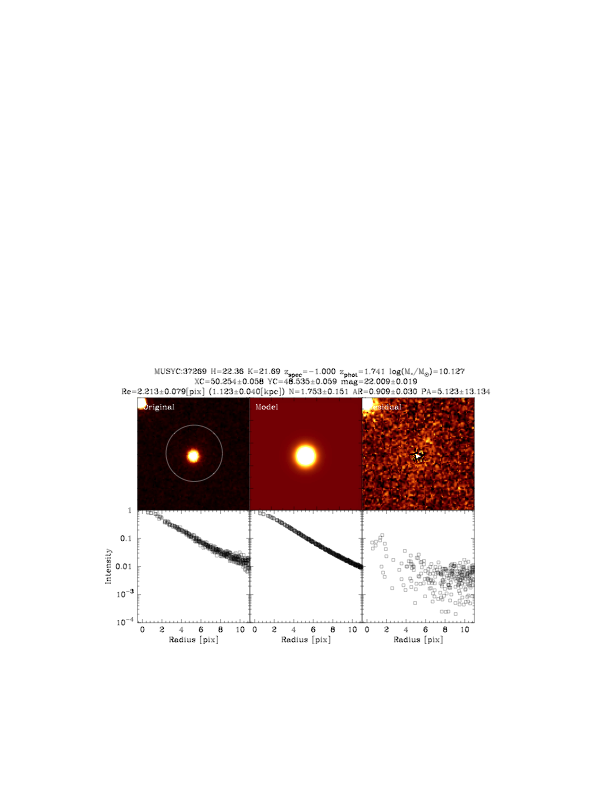 MUSYC:37269 H=22.36 K=21.69 z_spec=−1.000 z_phot=1.741 log(M_*/M_⊙)=10.127
XC=50.254±0.058 YC=48.535±0.059 mag=22.009±0.019
Re=2.213±0.079[pix] (1.123±0.040[kpc]) N=1.753±0.151 AR=0.909±0.030 PA=5.123±13.134
Original Model Residual
1
0.1
0.01
10⁻³
10⁻⁴
Intensity
0 2 4 6 8 10 0 2 4 6 8 10 0 2 4 6 8 10
Radius [pix] Radius [pix] Radius [pix]